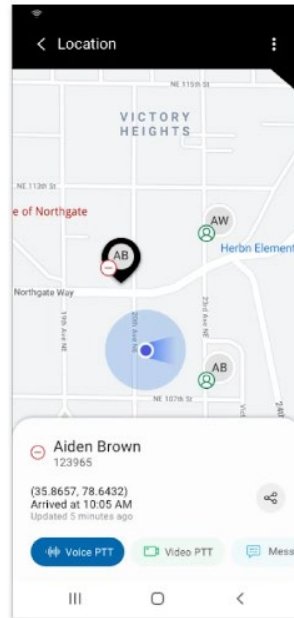 Location
NE 115th St
VICTORY
HEIGHTS
NE 113th St
e of Northgate
AW
AB
Herbn Element
Northgate Way
19th Ave NE
20th Ave NE
23rd Ave NE
AB
NE 107th St
24t
Aiden Brown
123965
(35.8657, 78.6432)
Arrived at 10:05 AM
Updated 5 minutes ago
Voice PTT
Video PTT
Mess